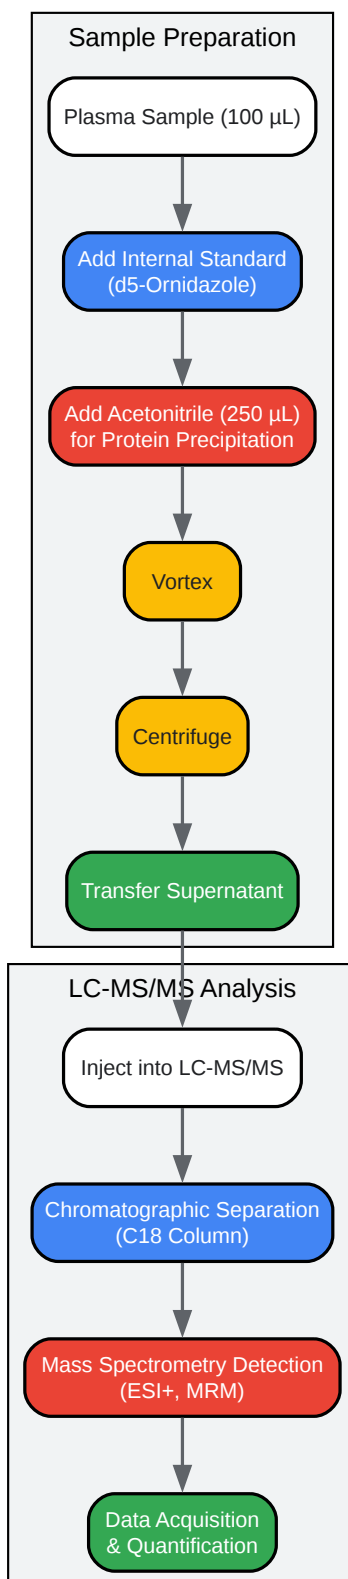 Sample Preparation
Plasma Sample (100 µL)
Add Internal Standard
(d5-Ornidazole)
Add Acetonitrile (250 µL)
for Protein Precipitation
Vortex
Centrifuge
Transfer Supernatant
LC-MS/MS Analysis
Inject into LC-MS/MS
Chromatographic Separation
(C18 Column)
Mass Spectrometry Detection
(ESI+, MRM)
Data Acquisition
& Quantification